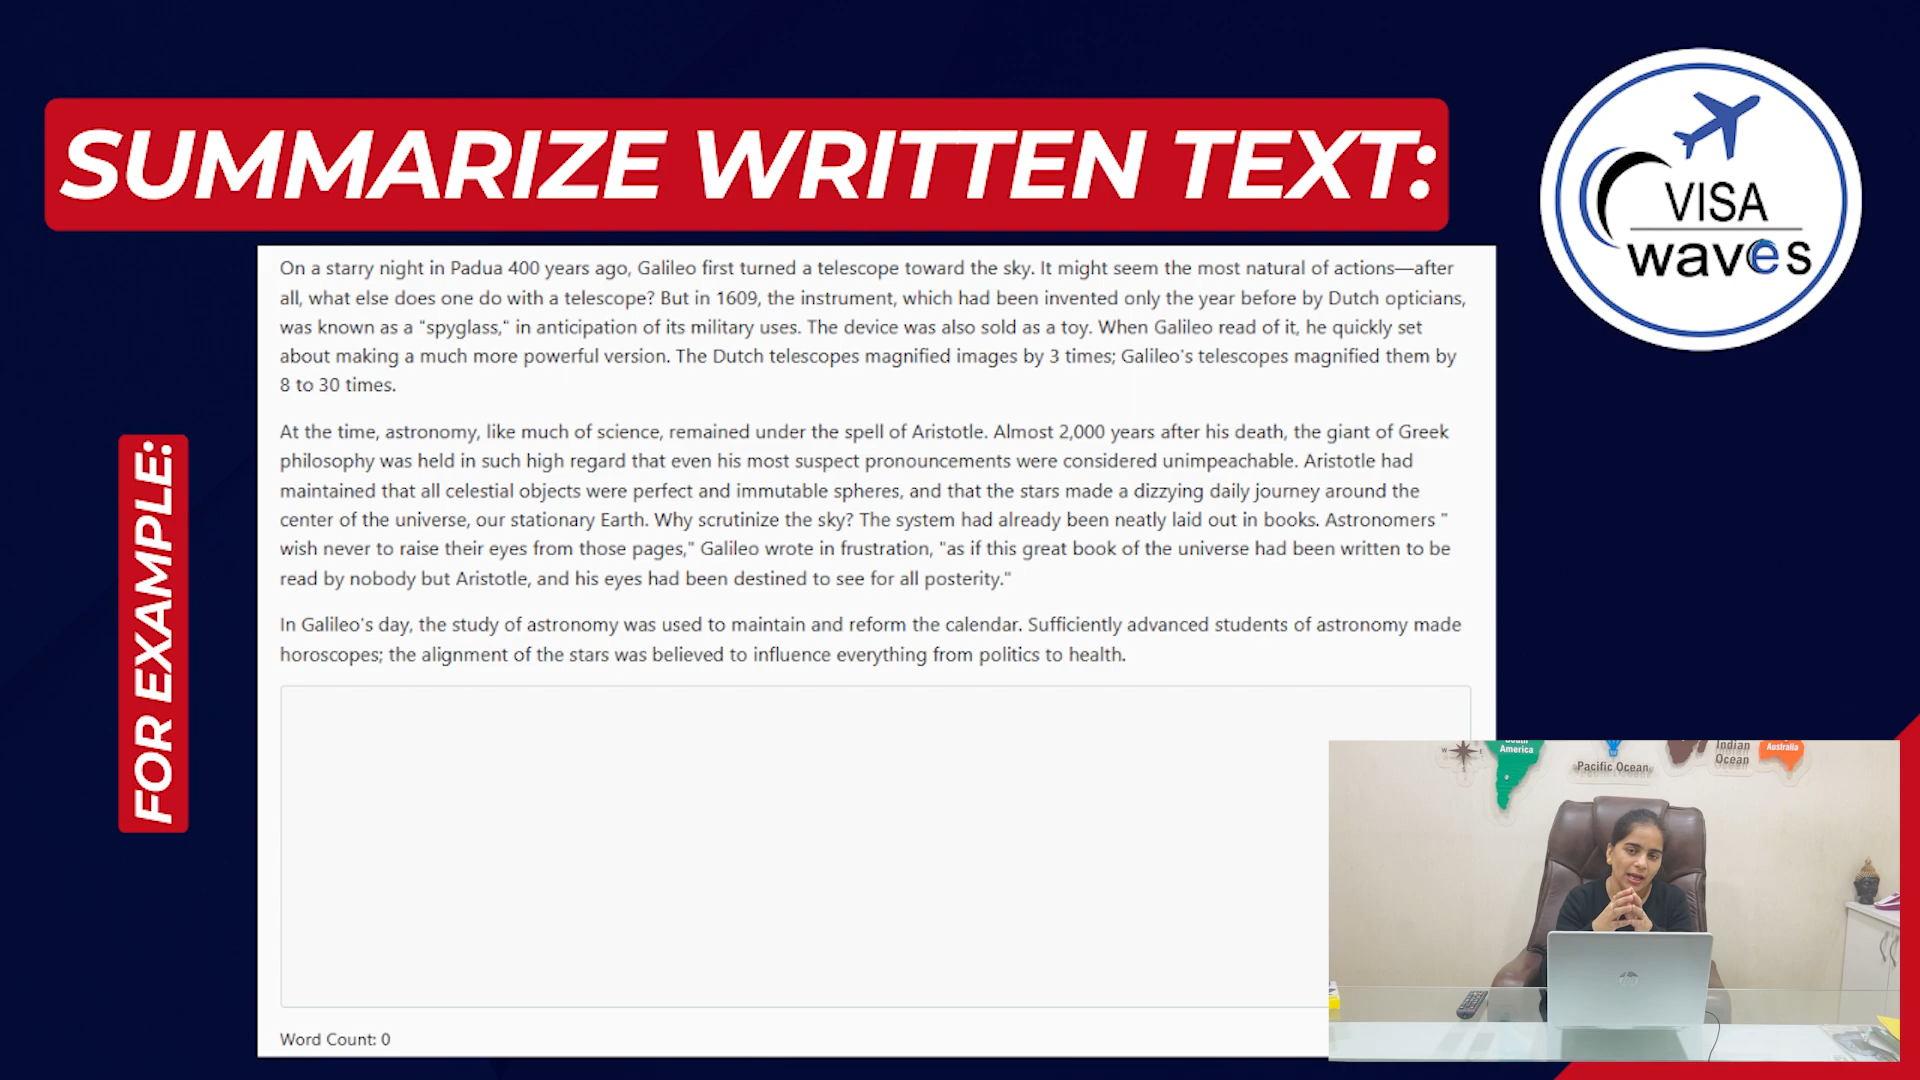 SUMMARIZE WRITTEN TEXT:
VISA
waves
On a starry night in Padua 400 years ago, Galileo first turned a telescope toward the sky. It might seem the most natural of actions—after
all, what else does one do with a telescope? But in 1609, the instrument, which had been invented only the year before by Dutch opticians,
was known as a "spyglass," in anticipation of its military uses. The device was also sold as a toy. When Galileo read of it, he quickly set
about making a much more powerful version. The Dutch telescopes magnified images by 3 times; Galileo's telescopes magnified them by
8 to 30 times.
At the time, astronomy, like much of science, remained under the spell of Aristotle. Almost 2,000 years after his death, the giant of Greek
philosophy was held in such high regard that even his most suspect pronouncements were considered unimpeachable. Aristotle had
maintained that all celestial objects were perfect and immutable spheres, and that the stars made a dizzying daily journey around the
center of the universe, our stationary Earth. Why scrutinize the sky? The system had already been neatly laid out in books. Astronomers "
wish never to raise their eyes from those pages," Galileo wrote in frustration, "as if this great book of the universe had been written to be
read by nobody but Aristotle, and his eyes had been destined to see for all posterity."
In Galileo's day, the study of astronomy was used to maintain and reform the calendar. Sufficiently advanced students of astronomy made
horoscopes; the alignment of the stars was believed to influence everything from politics to health.
FOR EXAMPLE:
Word Count: 0
W E
South
America
Pacific Ocean
Indian
Ocean
Australia
hp